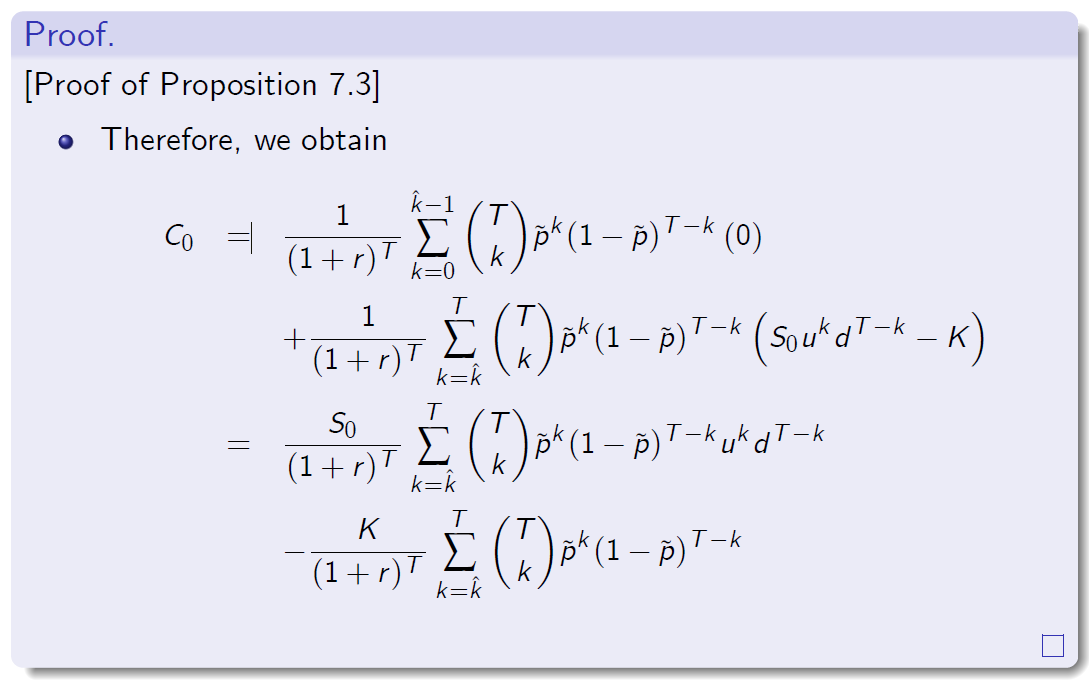 Proof.
[Proof of Proposition 7.3]
Therefore, we obtain
$C_0 = \frac{1}{(1+r)^T} \sum_{k=0}^{\hat{k}-1} \binom{T}{k} \tilde{p}^k (1-\tilde{p})^{T-k} (0)$
$+ \frac{1}{(1+r)^T} \sum_{k=\hat{k}}^{T} \binom{T}{k} \tilde{p}^k (1-\tilde{p})^{T-k} \left( S_0 u^k d^{T-k} - K \right)$
$= \frac{S_0}{(1+r)^T} \sum_{k=\hat{k}}^{T} \binom{T}{k} \tilde{p}^k (1-\tilde{p})^{T-k} u^k d^{T-k}$
$- \frac{K}{(1+r)^T} \sum_{k=\hat{k}}^{T} \binom{T}{k} \tilde{p}^k (1-\tilde{p})^{T-k}$